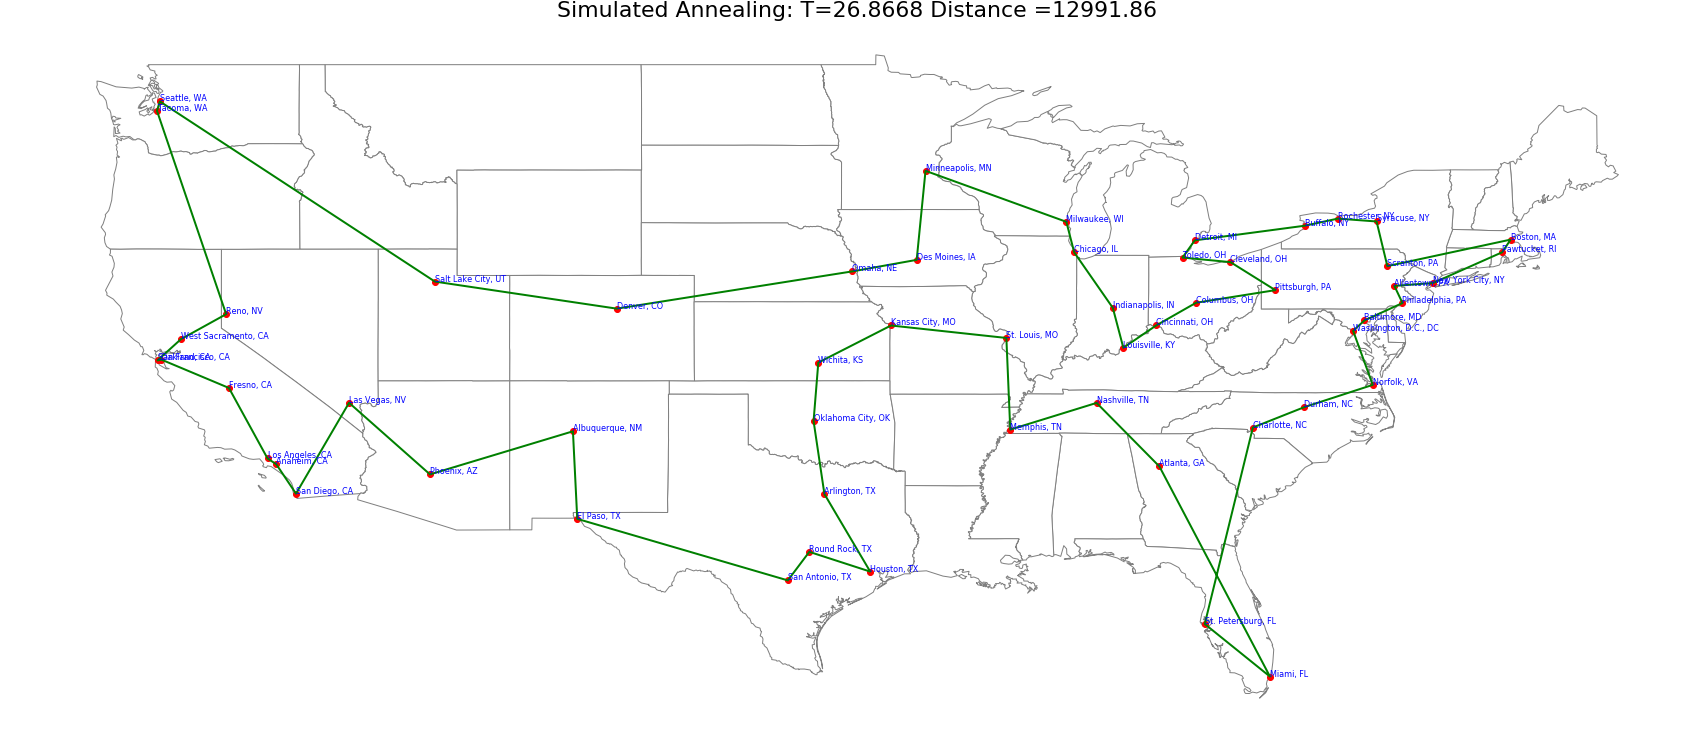 Simulated Annealing: T=26.8668 Distance =12991.86
Seattle, WA
Tacoma, WA
Minneapolis, MN
Milwaukee, WI
Rochester, NY
Syracuse, NY
Buffalo, NY
Detroit, MI
Boston, MA
Pawtucket, RI
Chicago, IL
Toledo, OH
Cleveland, OH
Scranton, PA
Des Moines, IA
Omaha, NE
Salt Lake City, UT
New York City, NY
Allentown, PA
Pittsburgh, PA
Philadelphia, PA
Columbus, OH
Indianapolis, IN
Denver, CO
Reno, NV
Baltimore, MD
Washington, D.C., DC
Cincinnati, OH
Kansas City, MO
St. Louis, MO
West Sacramento, CA
Louisville, KY
San Francisco, CA
Oakland, CA
Wichita, KS
Fresno, CA
Norfolk, VA
Las Vegas, NV
Nashville, TN
Durham, NC
Oklahoma City, OK
Charlotte, NC
Albuquerque, NM
Memphis, TN
Los Angeles, CA
Anaheim, CA
Atlanta, GA
Phoenix, AZ
San Diego, CA
Arlington, TX
El Paso, TX
Round Rock, TX
Houston, TX
San Antonio, TX
St. Petersburg, FL
Miami, FL